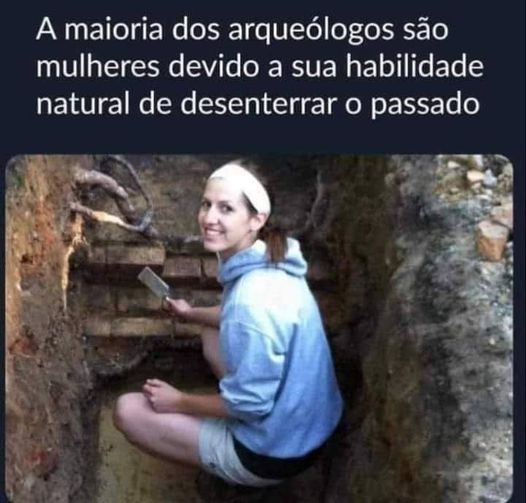 A maioria dos arqueólogos são
mulheres devido a sua habilidade
natural de desenterrar o passado